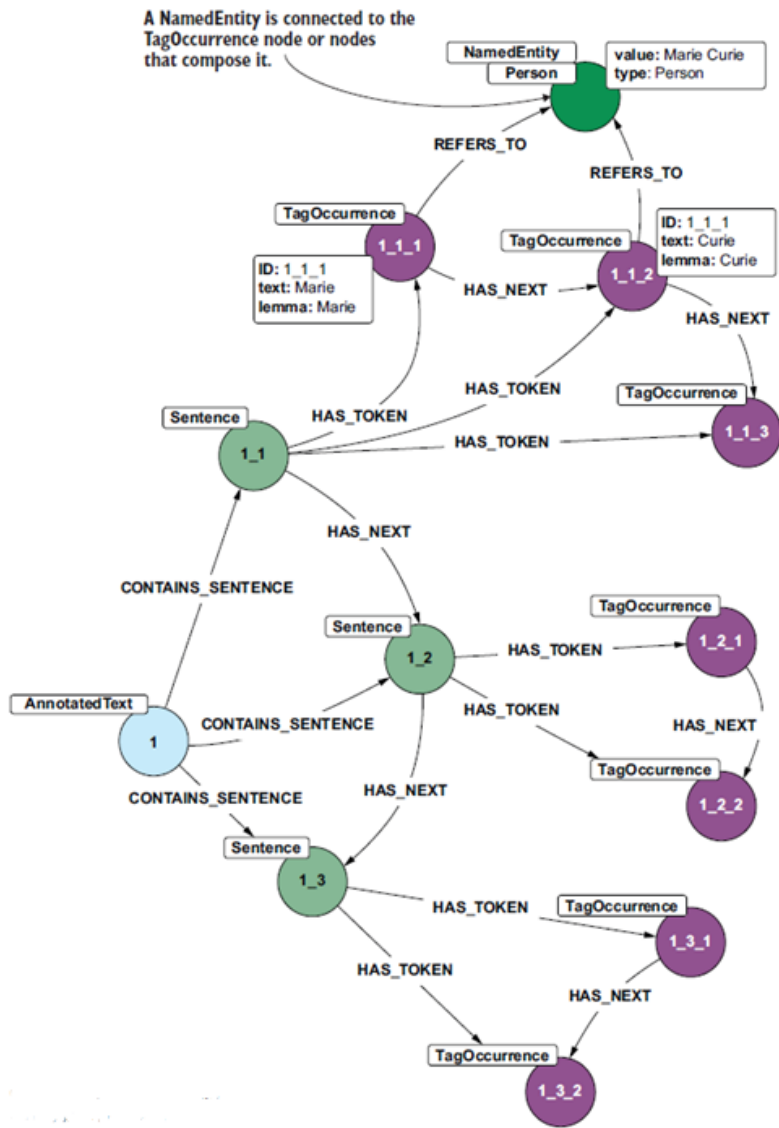 A NamedEntity is connected to the
TagOccurrence node or nodes
that compose it.
NamedEntity
Person
value: Marie Curie
type: Person
REFERS_TO
REFERS_TO
TagOccurrence
1_1_1
ID: 1_1_1
text: Marie
lemma: Marie
TagOccurrence
1_1_2
ID: 1_1_1
text: Curie
lemma: Curie
HAS_NEXT
HAS_NEXT
HAS_TOKEN
HAS_TOKEN
TagOccurrence
1_1_3
Sentence
1_1
HAS_TOKEN
HAS_NEXT
CONTAINS_SENTENCE
TagOccurrence
1_2_1
Sentence
1_2
HAS_TOKEN
AnnotatedText
1
CONTAINS_SENTENCE
HAS_TOKEN
HAS_NEXT
TagOccurrence
1_2_2
CONTAINS_SENTENCE
HAS_NEXT
Sentence
1_3
HAS_TOKEN
TagOccurrence
1_3_1
HAS_TOKEN
HAS_NEXT
TagOccurrence
1_3_2